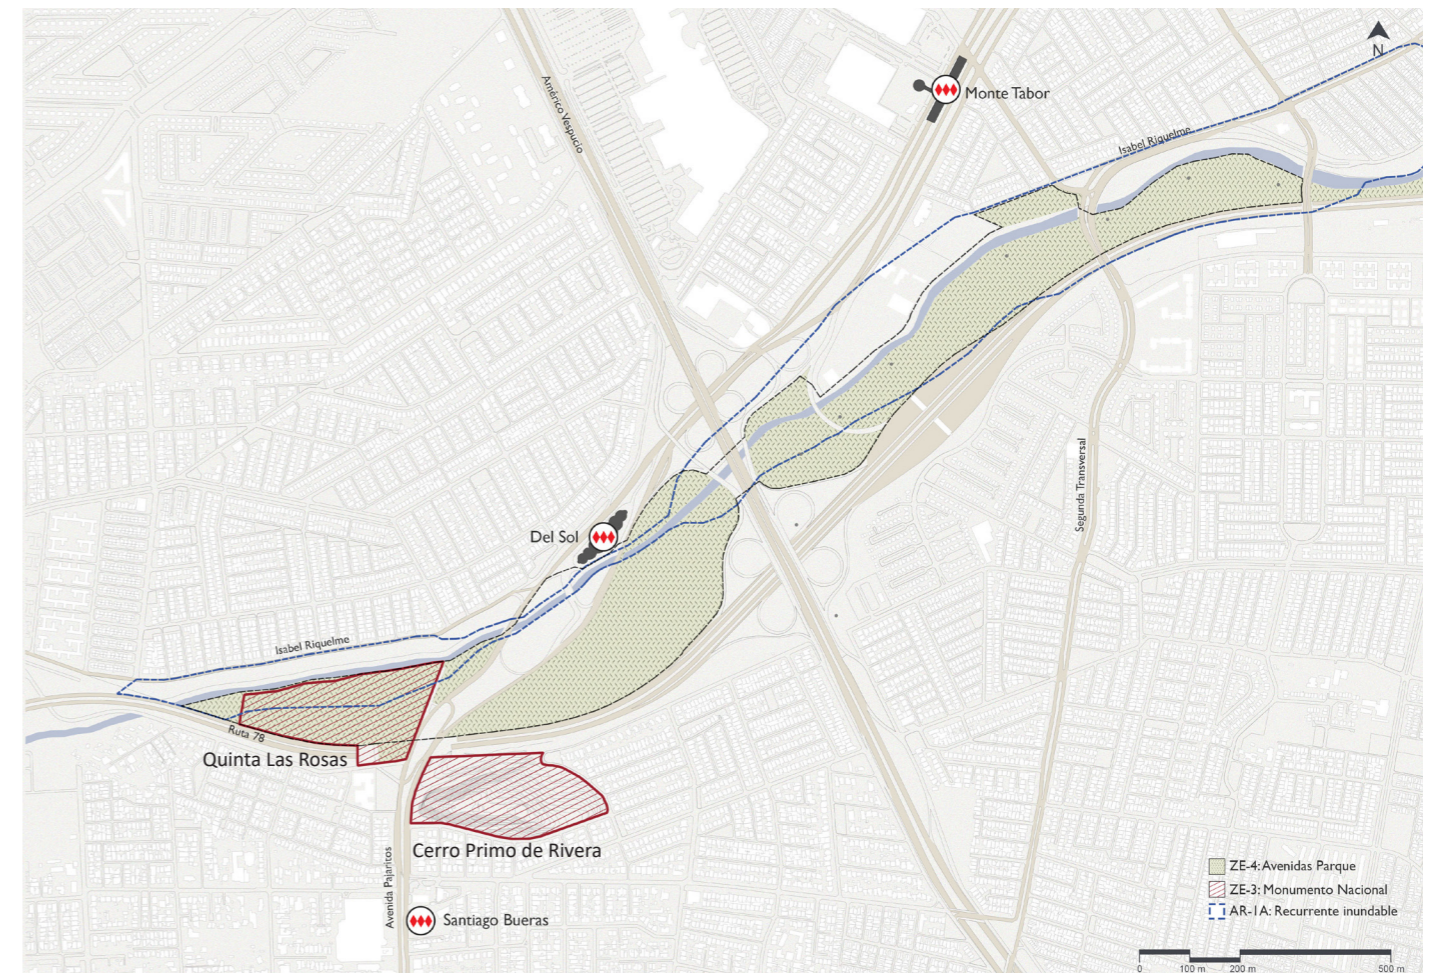 N
Monte Tabor
Américo Vespucio
Isabel Riquelme
Segunda Transversal
Del Sol
Isabel Riquelme
Ruta 78
Quinta Las Rosas
Cerro Primo de Rivera
Avenida Pajaritos
Santiago Bueras
ZE-4: Avenidas Parque
ZE-3: Monumento Nacional
AR-1A: Recurrente inundable
0 100 m 200 m 500 m